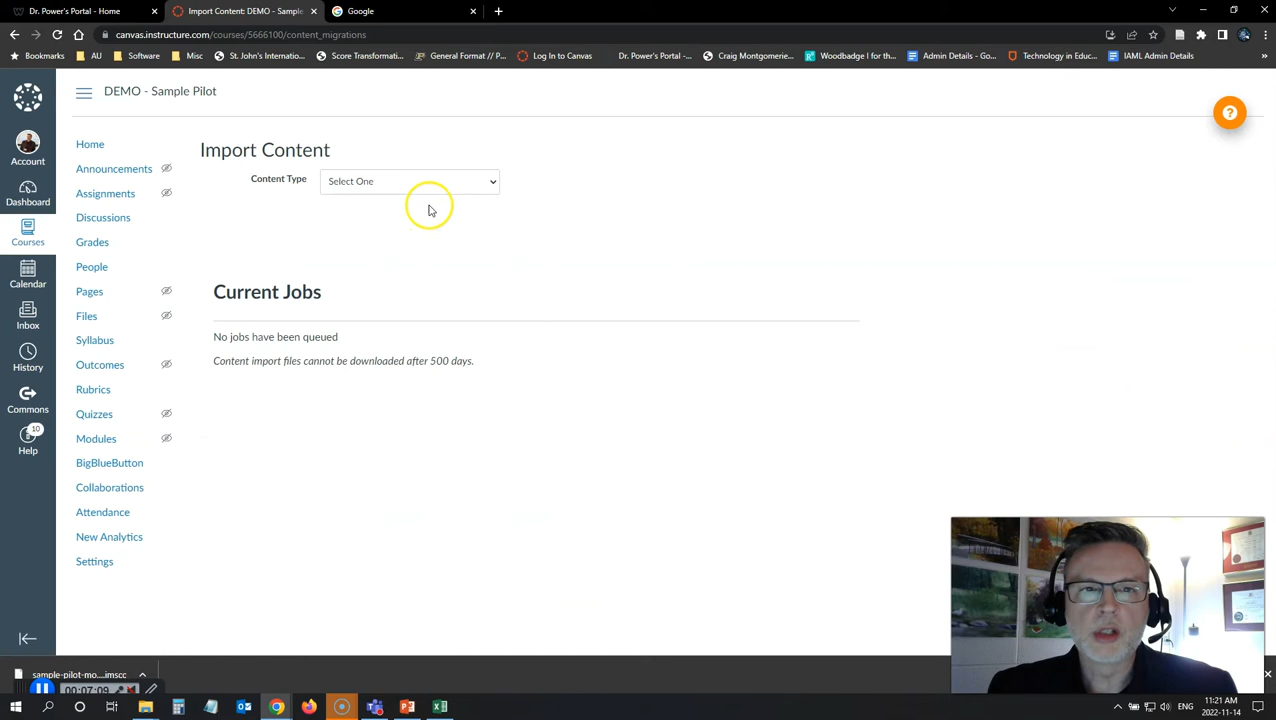 Dr. Power's Portal - Home
Import Content: DEMO - Sample P
Google
canvas.instructure.com/courses/5666100/content_migrations
Bookmarks
AU
Software
Misc
St. John's Internatio...
Score Transformati...
General Format // P...
Log In to Canvas
Dr. Power's Portal -...
Craig Montgomerie...
Woodbadge I for th...
Admin Details - Go...
Technology in Educ...
IAML Admin Details
DEMO - Sample Pilot
Account
Dashboard
Courses
Calendar
Inbox
History
Commons
10
Help
Home
Announcements
Assignments
Discussions
Grades
People
Pages
Files
Syllabus
Outcomes
Rubrics
Quizzes
Modules
BigBlueButton
Collaborations
Attendance
New Analytics
Settings
Import Content
Content Type
Select One
Current Jobs
No jobs have been queued
Content import files cannot be downloaded after 500 days.
sample-pilot-mo....imscc
00:07:09
ENG
11:21 AM
2022-11-14